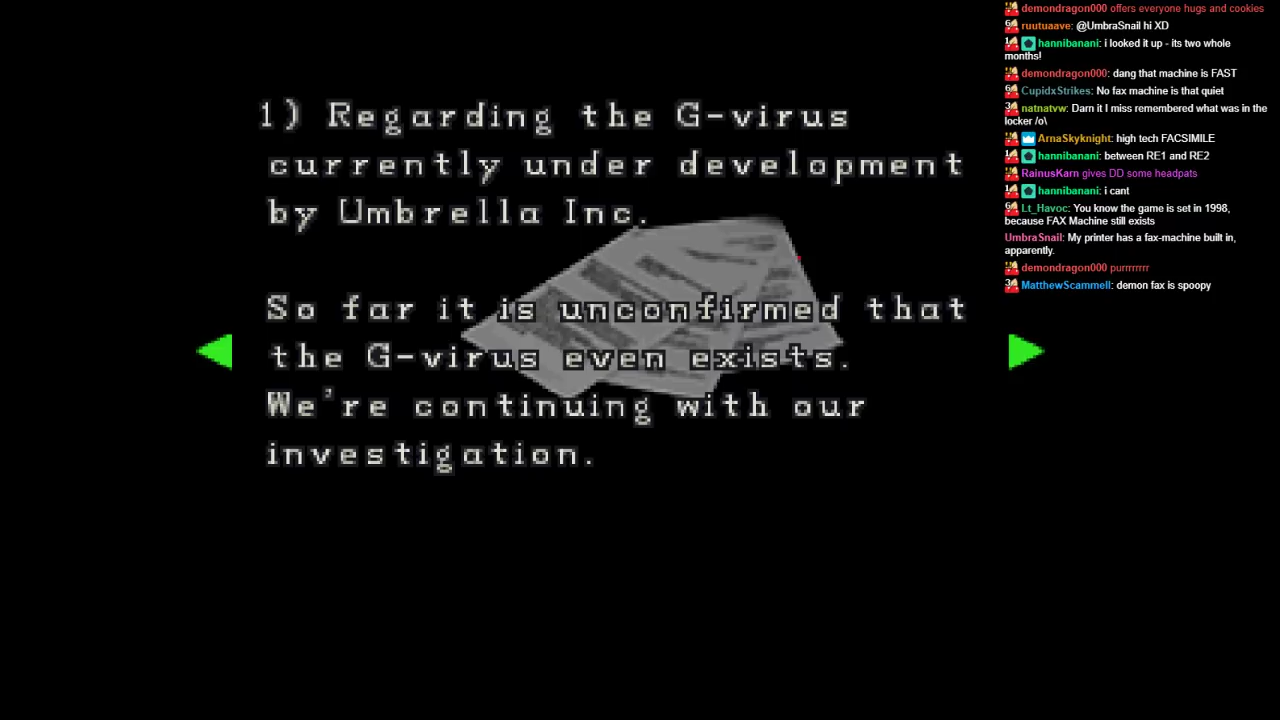 1) Regarding the G-virus
currently under development
by Umbrella Inc.
So far it is unconfirmed that
the G-virus even exists.
We're continuing with our
investigation.
demondragon000 offers everyone hugs and cookies
ruutuaave: @UmbraSnail hi XD
hannibanani: i looked it up - its two whole
months!
demondragon000: dang that machine is FAST
CupidxStrikes: No fax machine is that quiet
natnatvw: Darn it I miss remembered what was in the
locker /o\
ArnaSkyknight: high tech FACSIMILE
hannibanani: between RE1 and RE2
RainusKarn gives DD some headpats
hannibanani: i cant
Lt_Havoc: You know the game is set in 1998,
because FAX Machine still exists
UmbraSnail: My printer has a fax-machine built in,
apparently.
demondragon000 purrrrrrrr
MatthewScammell: demon fax is spoopy